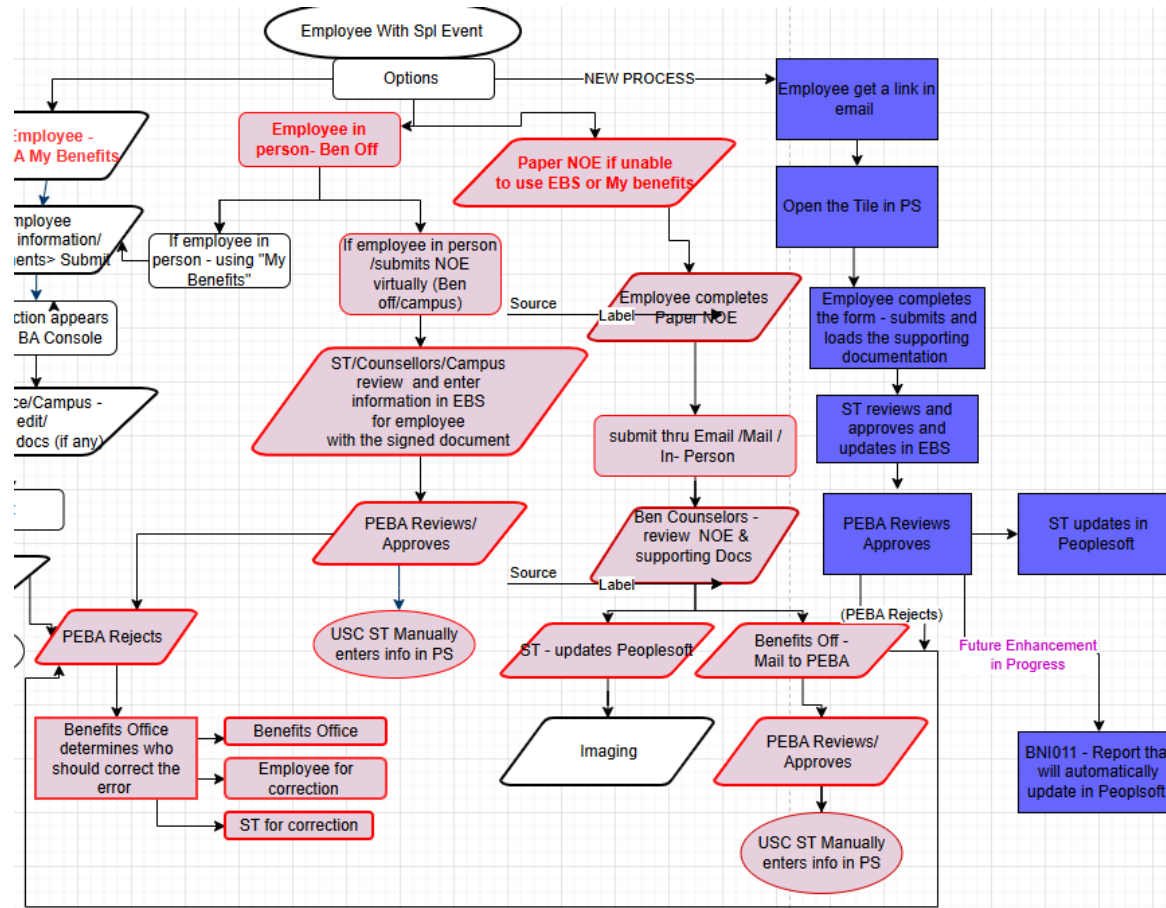 Employee With Spl Event
Options
NEW PROCESS
Employee get a link in
email
Employee -
A My Benefits
Employee in
person- Ben Off
Paper NOE if unable
to use EBS or My benefits
Open the Tile in PS
mployee
information/
ents> Submit
If employee in
person - using "My
Benefits"
If employee in person
/submits NOE
virtually (Ben
off/campus)
Source
Label
Employee completes
Paper NOE
Employee completes
the form - submits and
loads the supporting
documentation
ction appears
BA Console
ST/Counsellors/Campus
review and enter
information in EBS
for employee
with the signed document
ce/Campus -
edit/
docs (if any)
submit thru Email /Mail /
In- Person
ST reviews and
approves and
updates in EBS
PEBA Reviews/
Approves
Ben Counselors -
review NOE &
supporting Docs
PEBA Reviews
Approves
ST updates in
Peoplesoft
Source
Label
(PEBA Rejects)
PEBA Rejects
USC ST Manually
enters info in PS
ST - updates Peoplesoft
Benefits Off -
Mail to PEBA
Future Enhancement
in Progress
Benefits Office
determines who
should correct the
error
Benefits Office
Employee for
correction
ST for correction
Imaging
PEBA Reviews/
Approves
BNI011 - Report tha
will automatically
update in Peoplsoft
USC ST Manually
enters info in PS